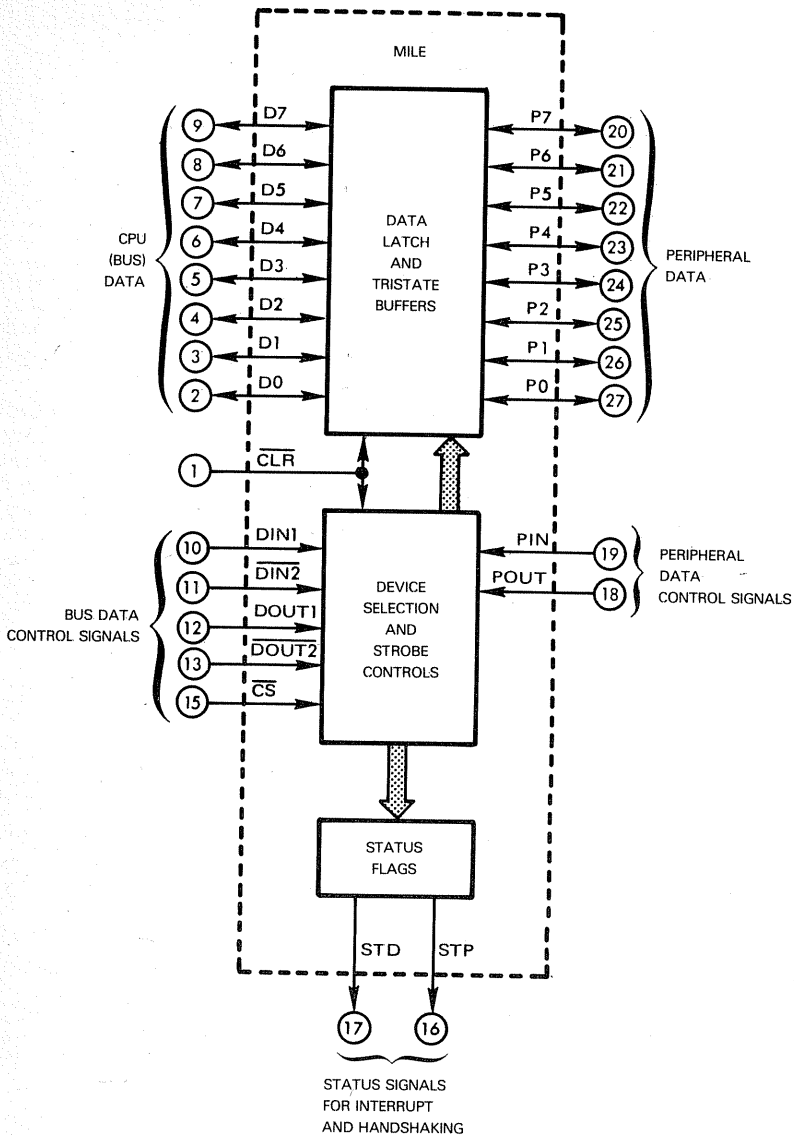 MILE
CPU
(BUS)
DATA
9 D7
8 D6
7 D5
6 D4
5 D3
4 D2
3 D1
2 D0
DATA
LATCH
AND
TRISTATE
BUFFERS
P7 20
P6 21
P5 22
P4 23
P3 24
P2 25
P1 26
P0 27
PERIPHERAL
DATA
1 C̅L̅R̅
BUS DATA
CONTROL SIGNALS
10 DIN1
11 D̅I̅N̅2̅
12 DOUT1
13 D̅O̅U̅T̅2̅
15 C̅S̅
DEVICE
SELECTION
AND
STROBE
CONTROLS
PIN 19
POUT 18
PERIPHERAL
DATA
CONTROL SIGNALS
STATUS
FLAGS
STD STP
17 16
STATUS SIGNALS
FOR INTERRUPT
AND HANDSHAKING